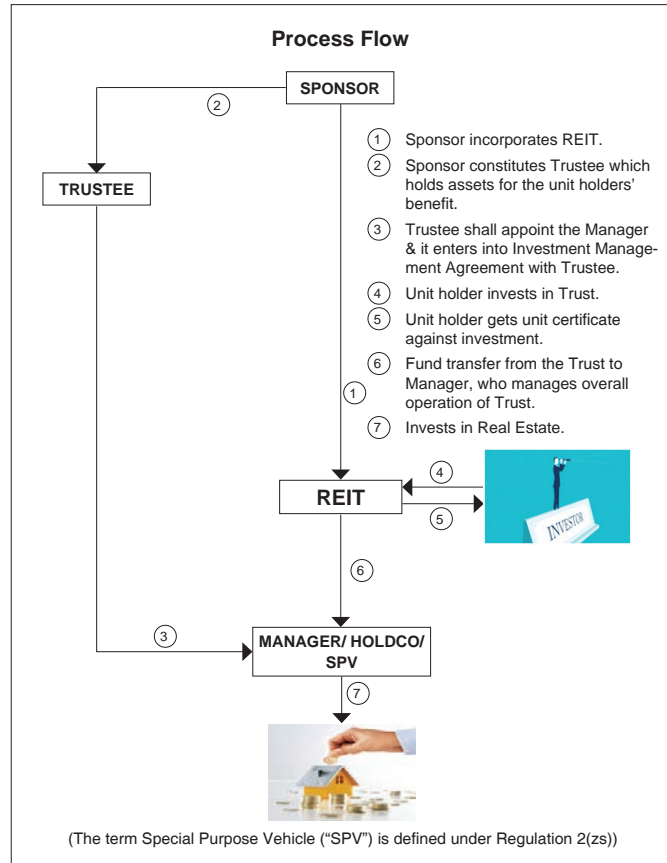 Process Flow
SPONSOR
2
TRUSTEE
1 Sponsor incorporates REIT.
2 Sponsor constitutes Trustee which
holds assets for the unit holders'
benefit.
3 Trustee shall appoint the Manager
& it enters into Investment Manage-
ment Agreement with Trustee.
4 Unit holder invests in Trust.
5 Unit holder gets unit certificate
against investment.
6 Fund transfer from the Trust to
Manager, who manages overall
operation of Trust.
7 Invests in Real Estate.
1
REIT
4
5
INVESTOR
6
3
MANAGER/ HOLDCO/
SPV
7
(The term Special Purpose Vehicle (“SPV”) is defined under Regulation 2(zs))